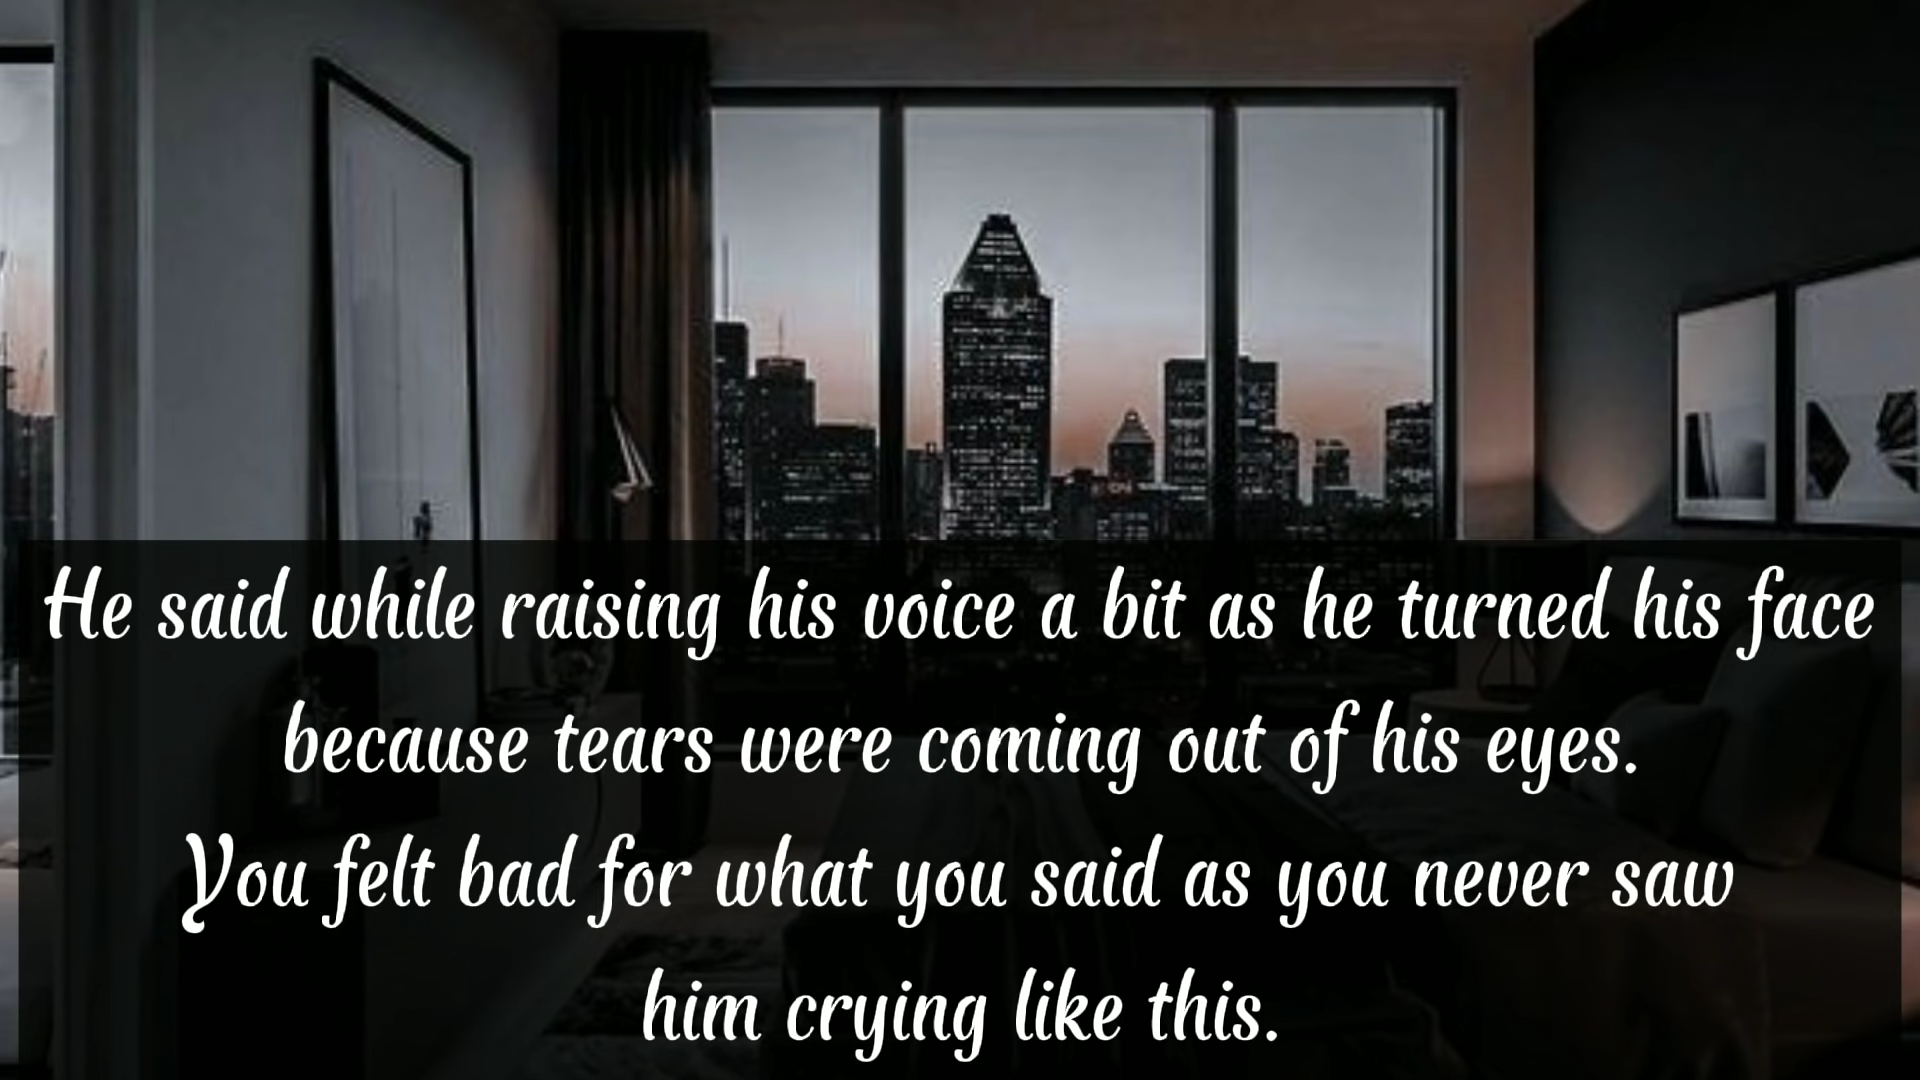 He said while raising his voice a bit as he turned his face
because tears were coming out of his eyes.
You felt bad for what you said as you never saw
him crying like this.